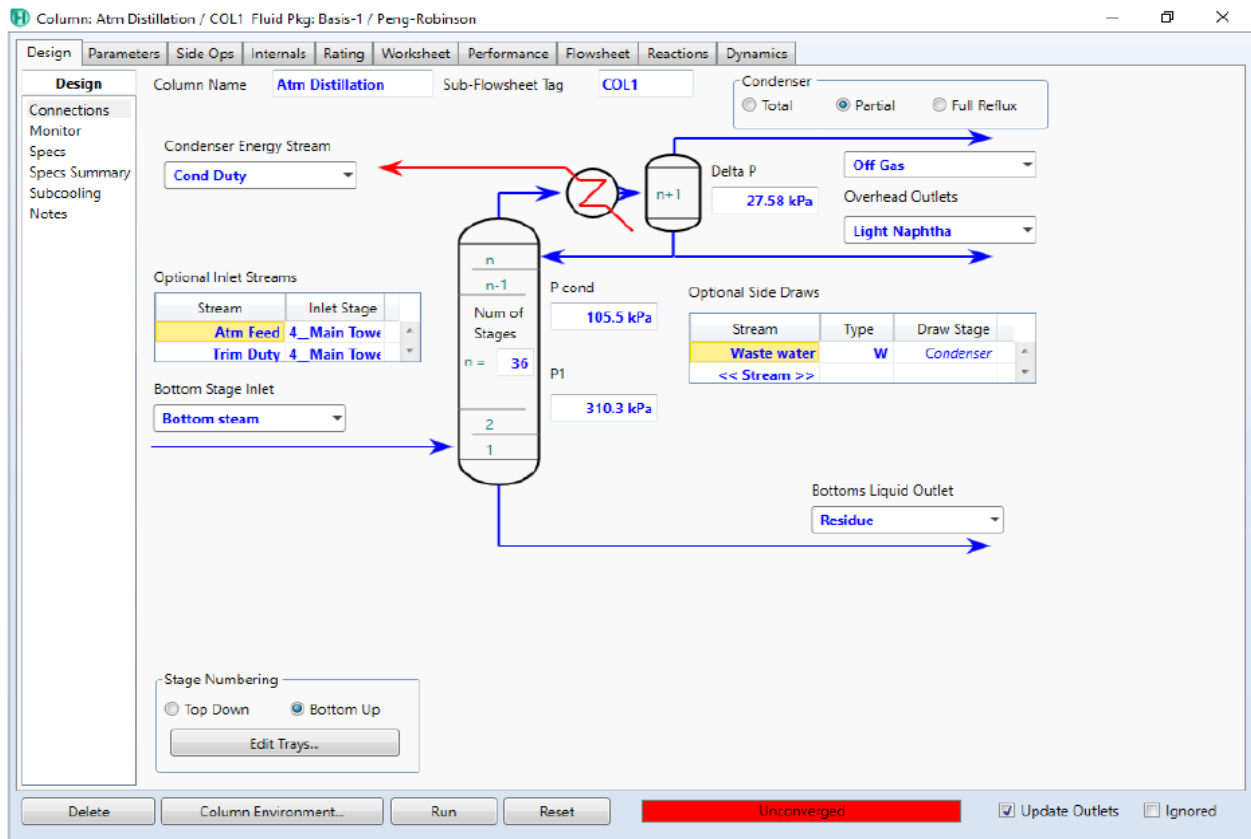 Column: Atm Distillation / COL1 Fluid Pkg: Basis-1 / Peng-Robinson
Design Parameters Side Ops Internals Rating Worksheet Performance Flowsheet Reactions Dynamics
Design
Connections
Monitor
Specs
Specs Summary
Subcooling
Notes
Column Name Atm Distillation Sub-Flowsheet Tag COL1
Condenser
Total Partial Full Reflux
Condenser Energy Stream
Cond Duty
n+1
Delta P
27.58 kPa
Off Gas
Overhead Outlets
Light Naphtha
Optional Inlet Streams
Stream Inlet Stage
Atm Feed 4_Main Towe
Trim Duty 4_Main Towe
Bottom Stage Inlet
Bottom steam
n
n-1
Num of
Stages
n = 36
2
1
P cond
105.5 kPa
P1
310.3 kPa
Optional Side Draws
Stream Type Draw Stage
Waste water W Condenser
<< Stream >>
Bottoms Liquid Outlet
Residue
Stage Numbering
Top Down Bottom Up
Edit Trays...
Delete Column Environment... Run Reset Unconverged Update Outlets Ignored